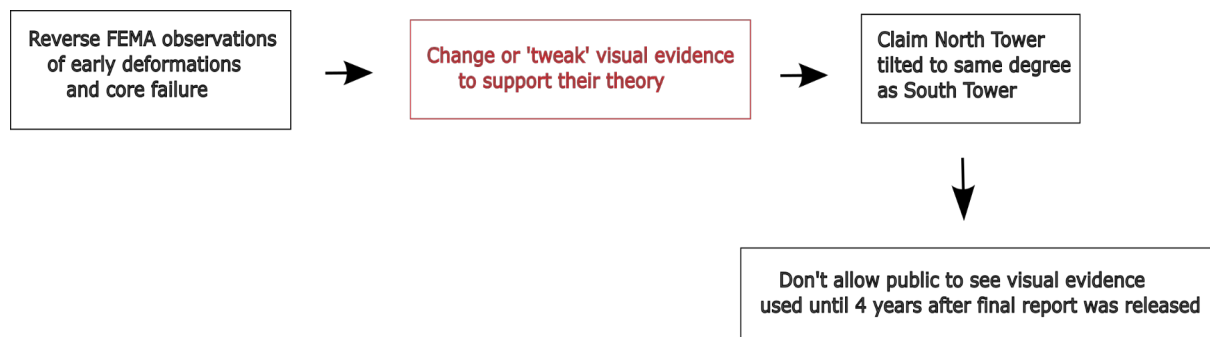 Reverse FEMA observations
of early deformations
and core failure
Change or 'tweak' visual evidence
to support their theory
Claim North Tower
tilted to same degree
as South Tower
Don't allow public to see visual evidence
used until 4 years after final report was released